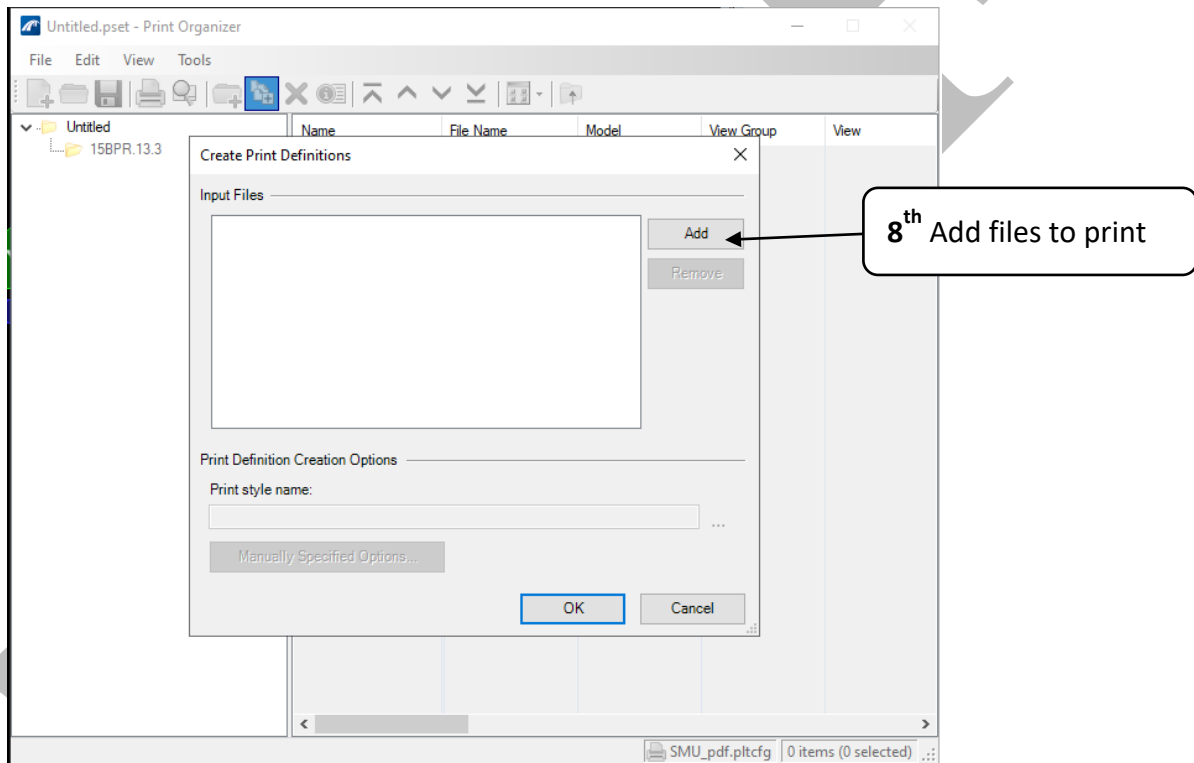 Untitled.pset - Print Organizer
File Edit View Tools
Untitled
15BPR.13.3
Name File Name Model View Group View
Create Print Definitions
Input Files
Add
Remove
8th Add files to print
Print Definition Creation Options
Print style name:
...
Manually Specified Options...
OK Cancel
SMU_pdf.pltcfg 0 items (0 selected)